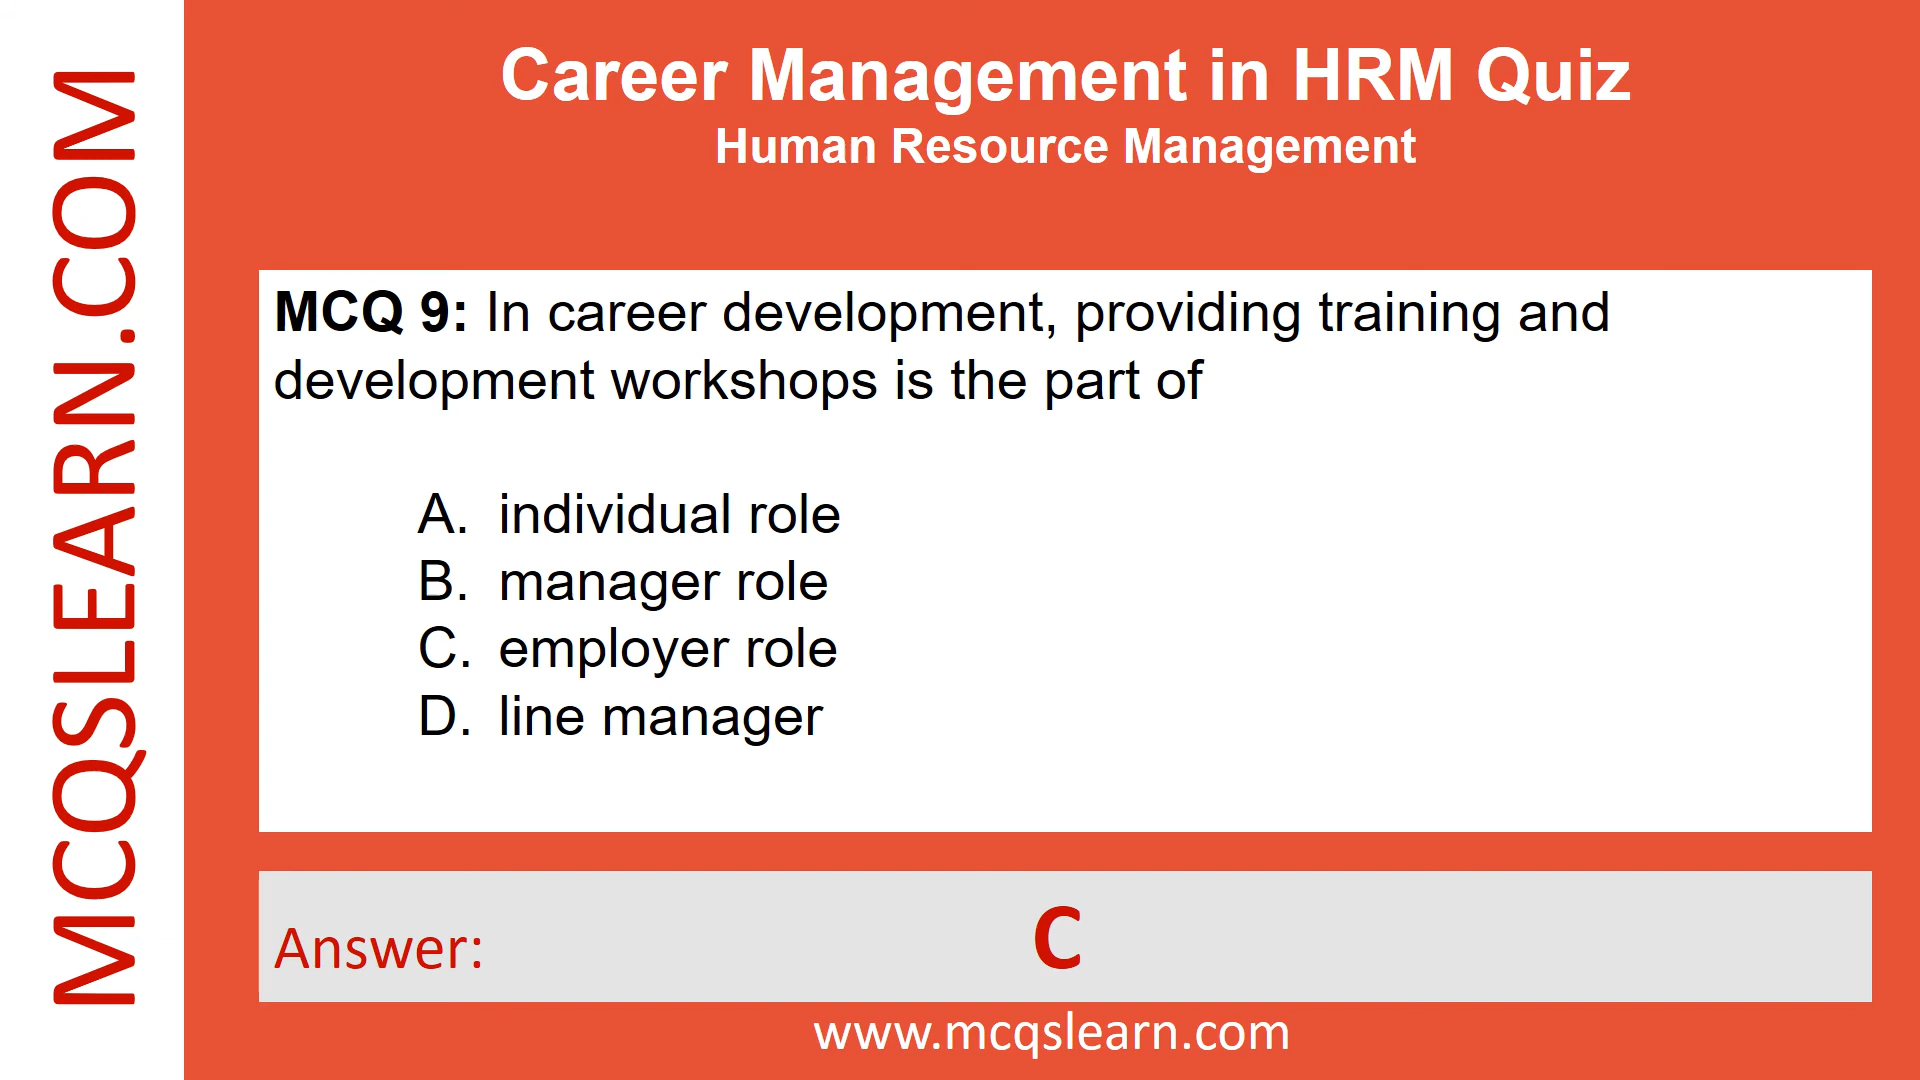 MCQSLEARN.COM
Career Management in HRM Quiz
Human Resource Management
MCQ 9: In career development, providing training and
development workshops is the part of
A. individual role
B. manager role
C. employer role
D. line manager
Answer: C
www.mcqslearn.com